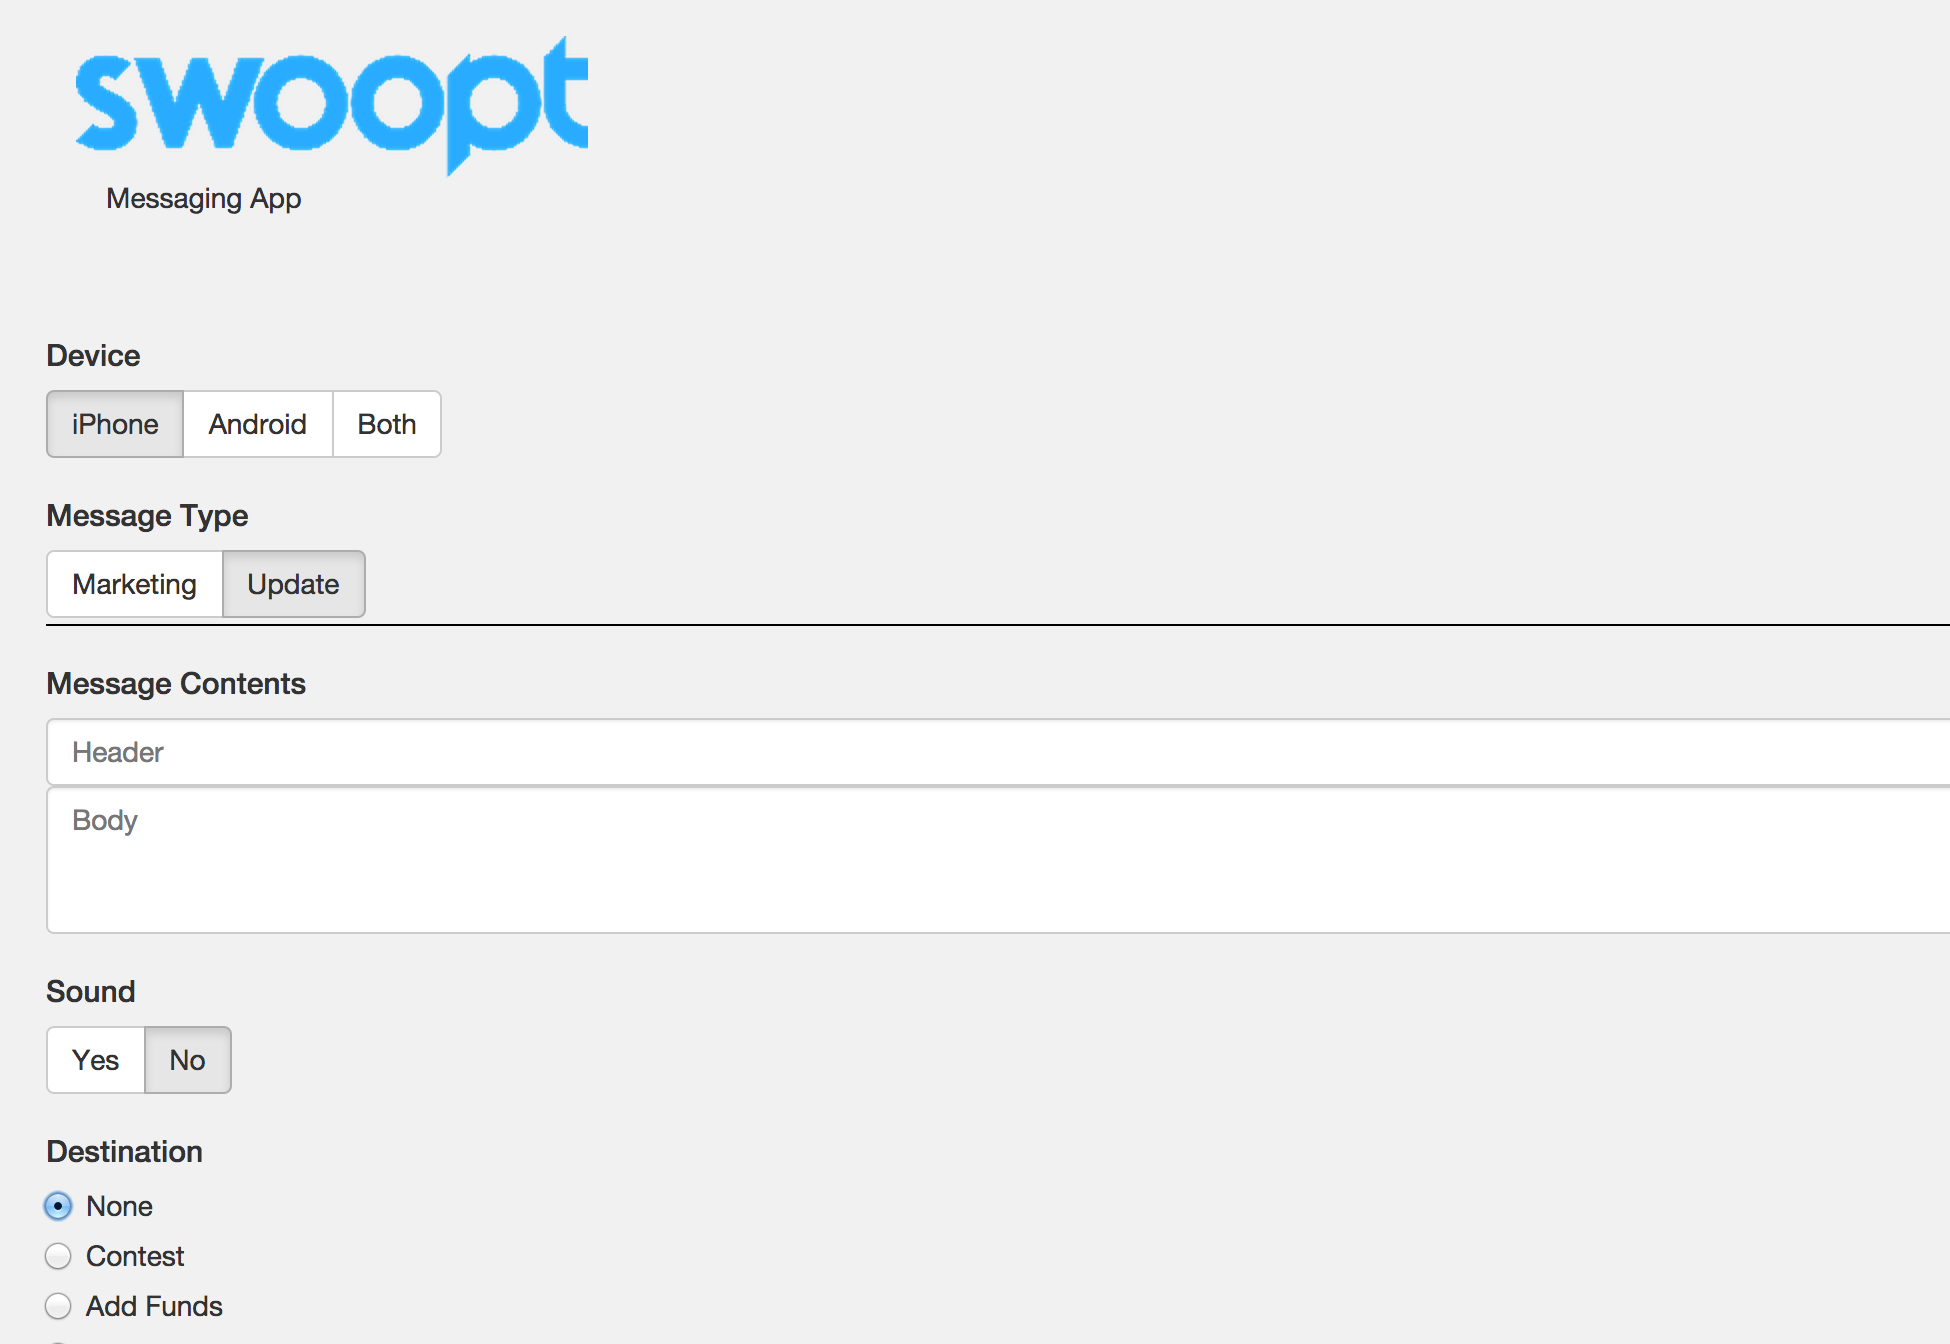 swoopt
Messaging App
Device
iPhone Android Both
Message Type
Marketing Update
Message Contents
Header
Body
Sound
Yes No
Destination
None
Contest
Add Funds